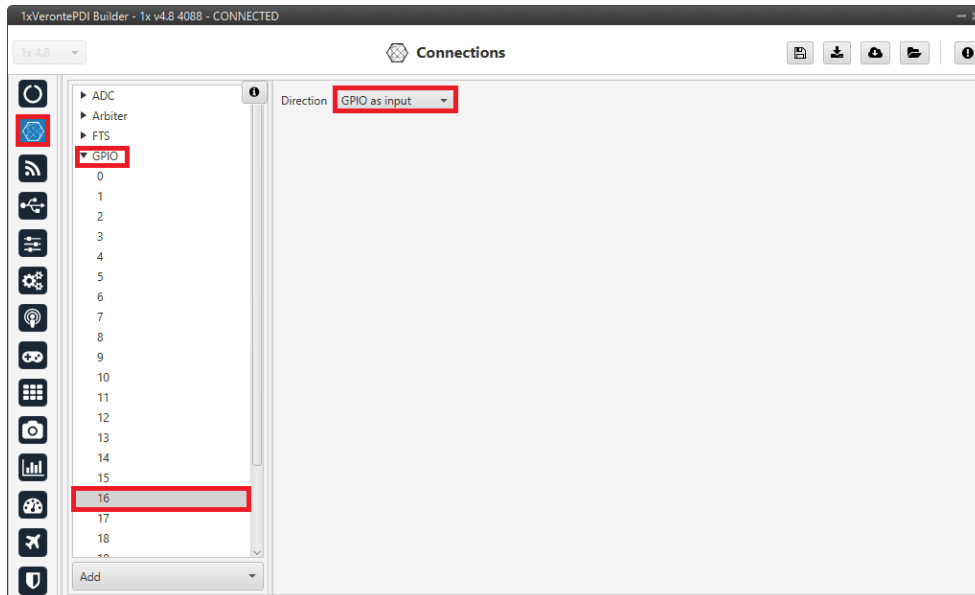 1xVerontePDI Builder - 1x v4.8 4088 - CONNECTED
1x 4.8
Connections
ADC
Arbiter
FTS
GPIO
0
1
2
3
4
5
6
7
8
9
10
11
12
13
14
15
16
17
18
Add
Direction GPIO as input